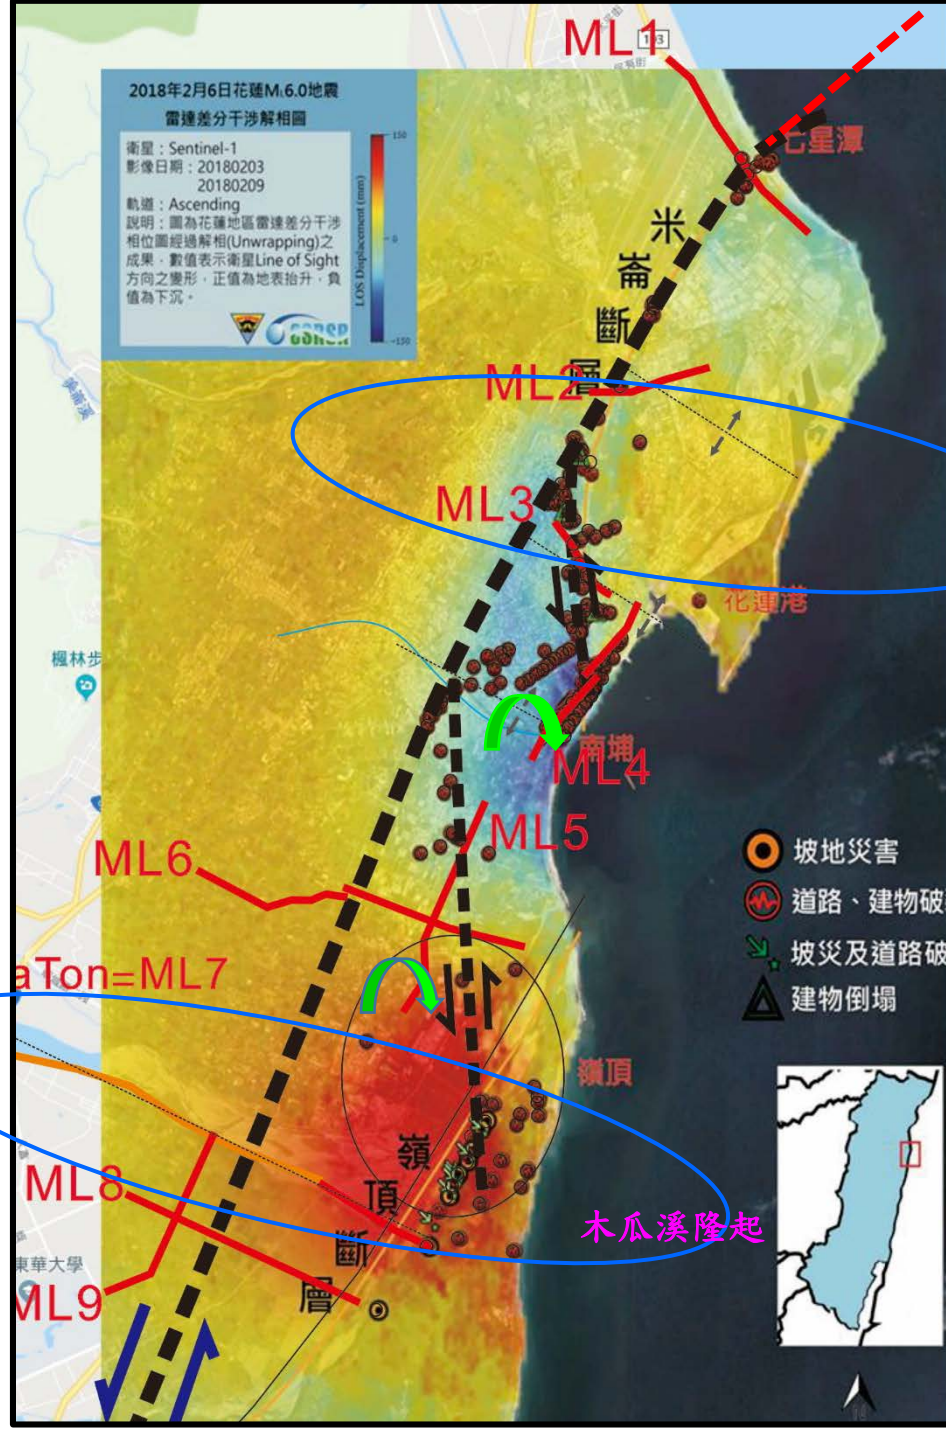 ML1
193
2018年2月6日花蓮ML6.0地震
雷達差分干涉解相圖
衛星：Sentinel-1
影像日期：20180203
20180209
軌道：Ascending
說明：圖為花蓮地區雷達差分干涉
相位圖經過解相(Unwrapping)之
成果，數值表示衛星Line of Sight
方向之變形，正值為地表抬升，負
值為下沉。
150
0
-150
LOS Displacement (mm)
GSRSR
七星潭
米崙斷層
ML2
ML3
花蓮港
楓林步
南埔
ML4
ML5
ML6
坡地災害
道路、建物破
坡災及道路破
建物倒塌
aTon=ML7
嶺頂
嶺頂斷層
ML8
木瓜溪隆起
東華大學
ML9